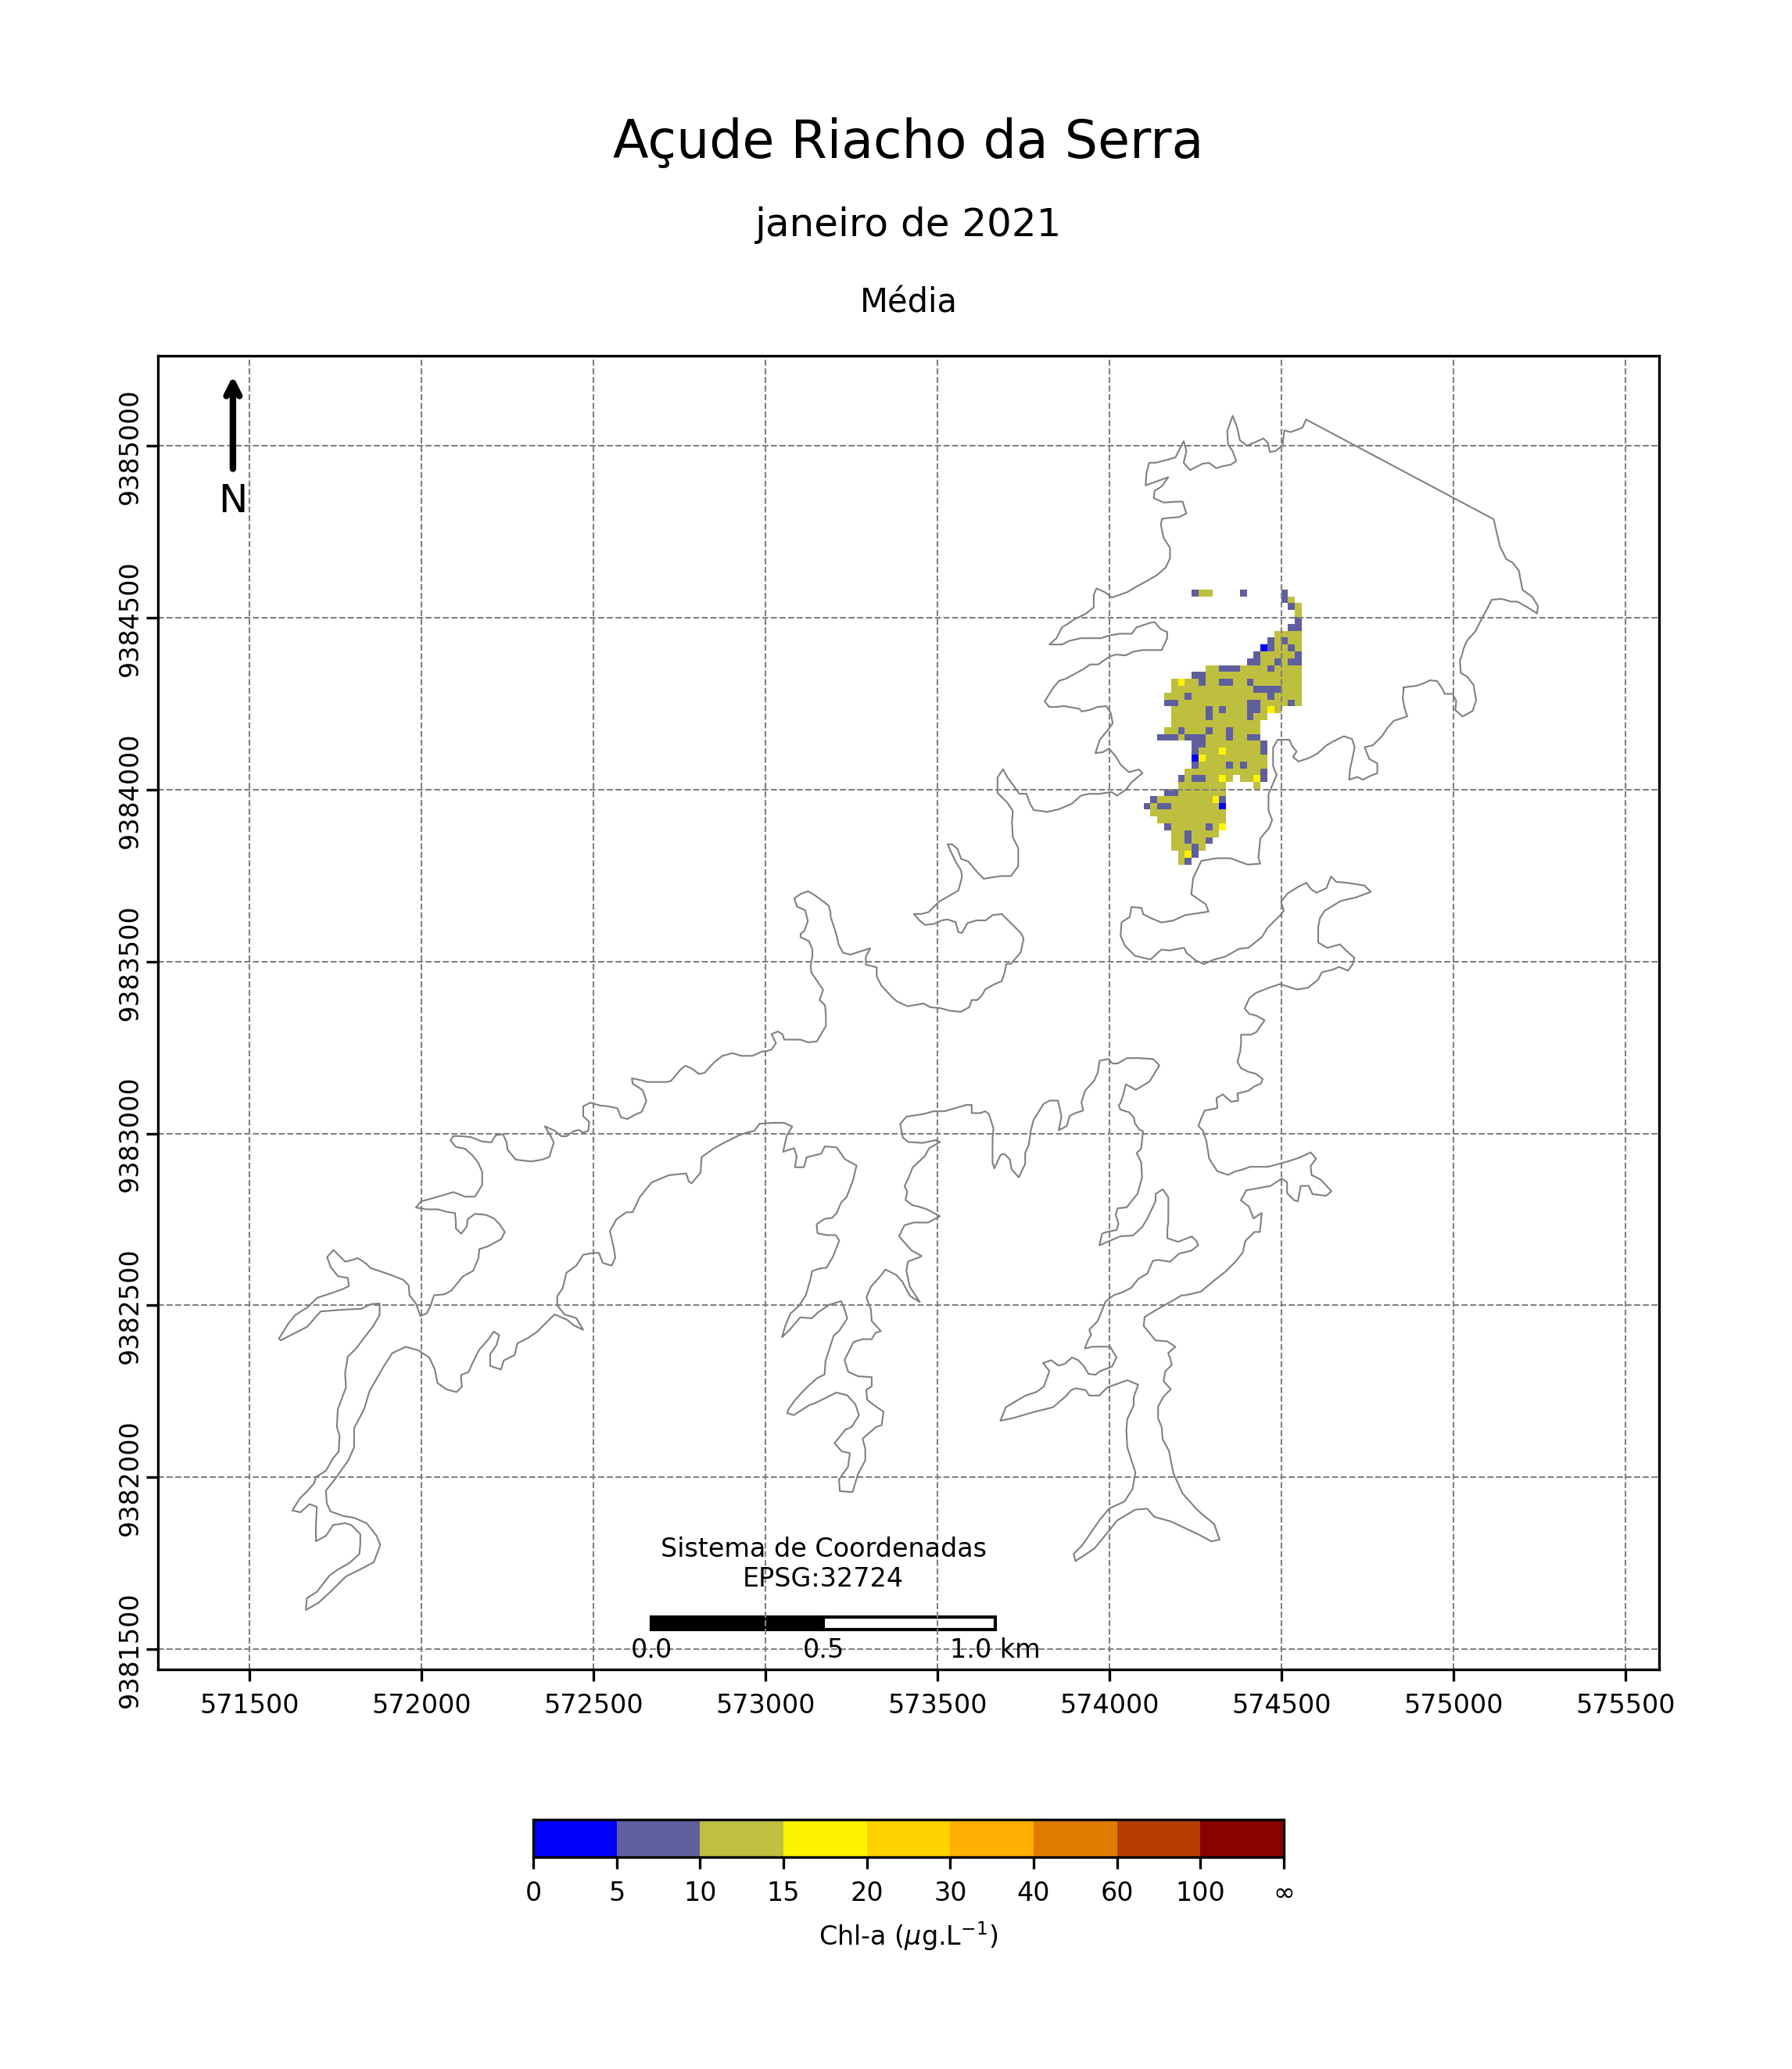 Açude Riacho da Serra
janeiro de 2021
Média
N
9385000
9384500
9384000
9383500
9383000
9382500
9382000
9381500
Sistema de Coordenadas
EPSG:32724
0.0 0.5 1.0 km
571500 572000 572500 573000 573500 574000 574500 575000 575500
0 5 10 15 20 30 40 60 100 ∞
Chl-a (μg.L⁻¹)